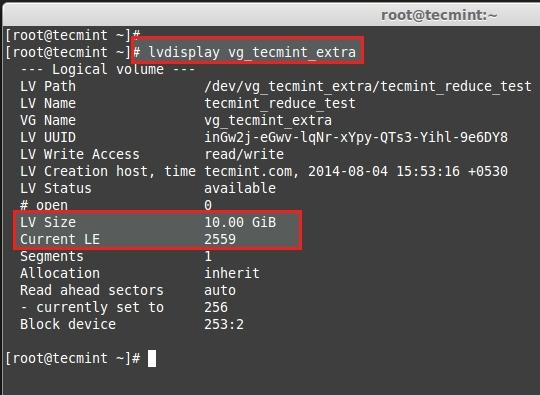 root@tecmint:~
[root@tecmint ~]#
[root@tecmint ~]# lvdisplay vg_tecmint_extra
--- Logical volume ---
LV Path /dev/vg_tecmint_extra/tecmint_reduce_test
LV Name tecmint_reduce_test
VG Name vg_tecmint_extra
LV UUID inGw2j-eGwv-lqNr-xYpy-QTs3-Yihl-9e6DY8
LV Write Access read/write
LV Creation host, time tecmint.com, 2014-08-04 15:53:16 +0530
LV Status available
# open 0
LV Size 10.00 GiB
Current LE 2559
Segments 1
Allocation inherit
Read ahead sectors auto
- currently set to 256
Block device 253:2
[root@tecmint ~]#